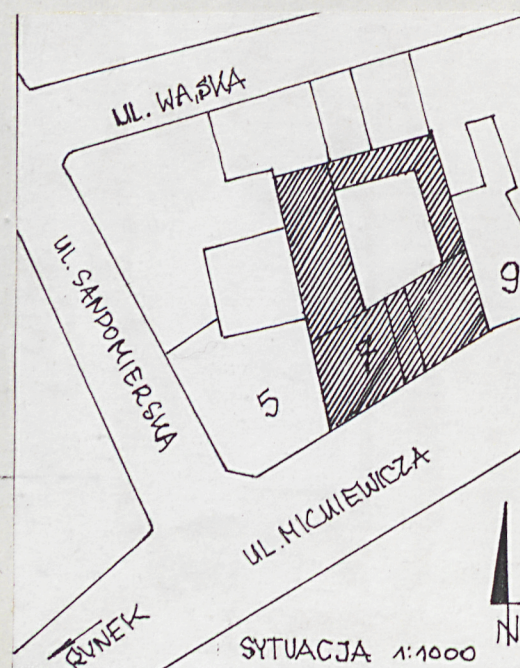 UL. WĄSKA
UL. SANDOMIERSKA
9
7
5
UL. MICKIEWICZA
RYNEK
N
SYTUACJA 1:1000